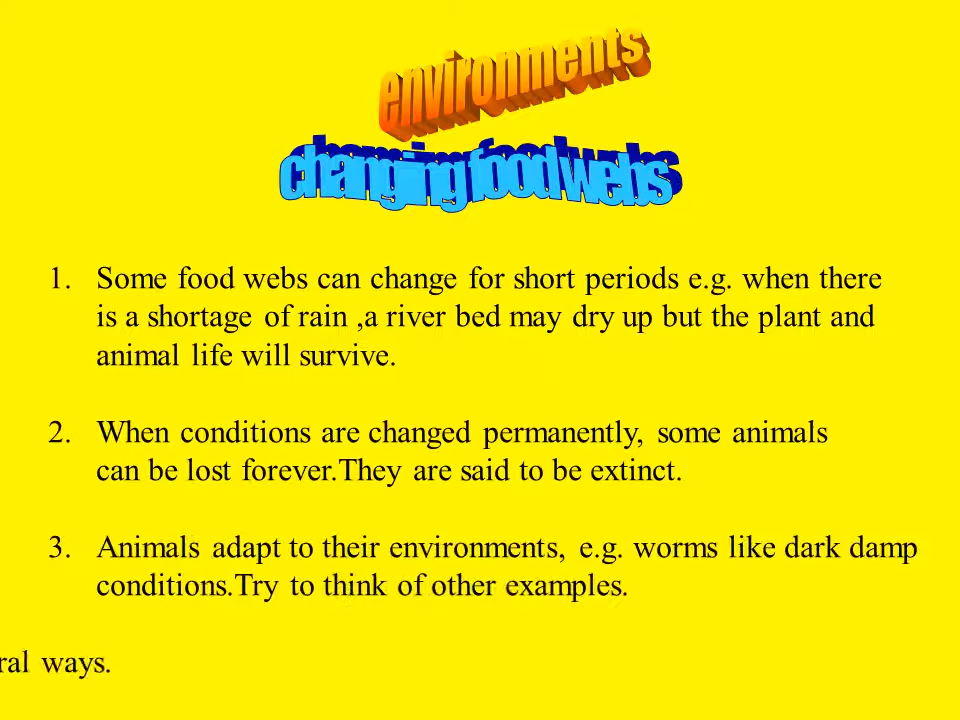 environments
changing food webs
1. Some food webs can change for short periods e.g. when there
is a shortage of rain ,a river bed may dry up but the plant and
animal life will survive.
2. When conditions are changed permanently, some animals
can be lost forever.They are said to be extinct.
3. Animals adapt to their environments, e.g. worms like dark damp
conditions.Try to think of other examples.
ways.